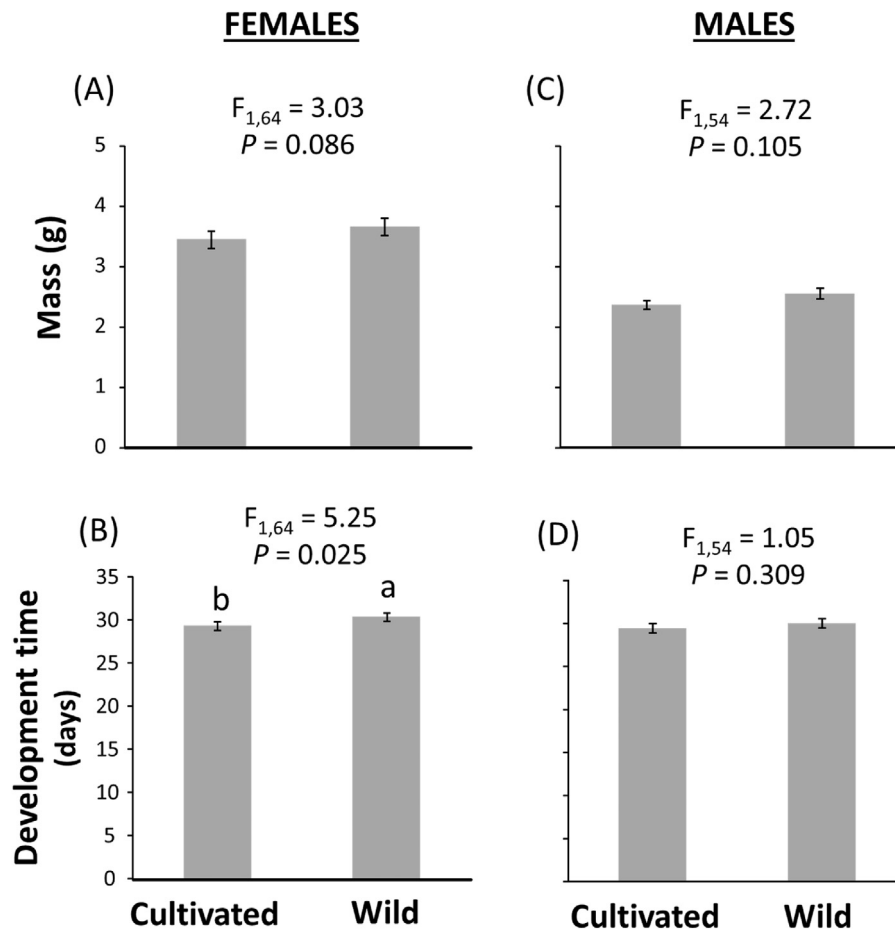 FEMALES
MALES
(A)
F1,64 = 3.03
P = 0.086
(C)
F1,54 = 2.72
P = 0.105
Mass (g)
5
4
3
2
1
0
(B)
F1,64 = 5.25
P = 0.025
(D)
F1,54 = 1.05
P = 0.309
Development time
(days)
35
30
25
20
15
10
5
0
b
a
Cultivated
Wild
Cultivated
Wild